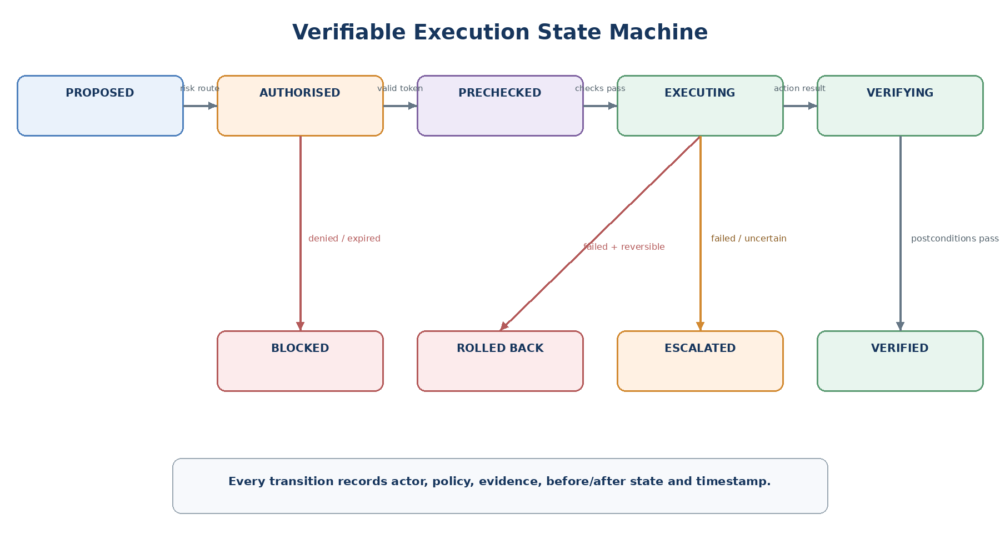 Verifiable Execution State Machine
risk route
valid token
checks pass
action result
PROPOSED
AUTHORISED
PRECHECKED
EXECUTING
VERIFYING
denied / expired
failed + reversible
failed / uncertain
postconditions pass
BLOCKED
ROLLED BACK
ESCALATED
VERIFIED
Every transition records actor, policy, evidence, before/after state and timestamp.